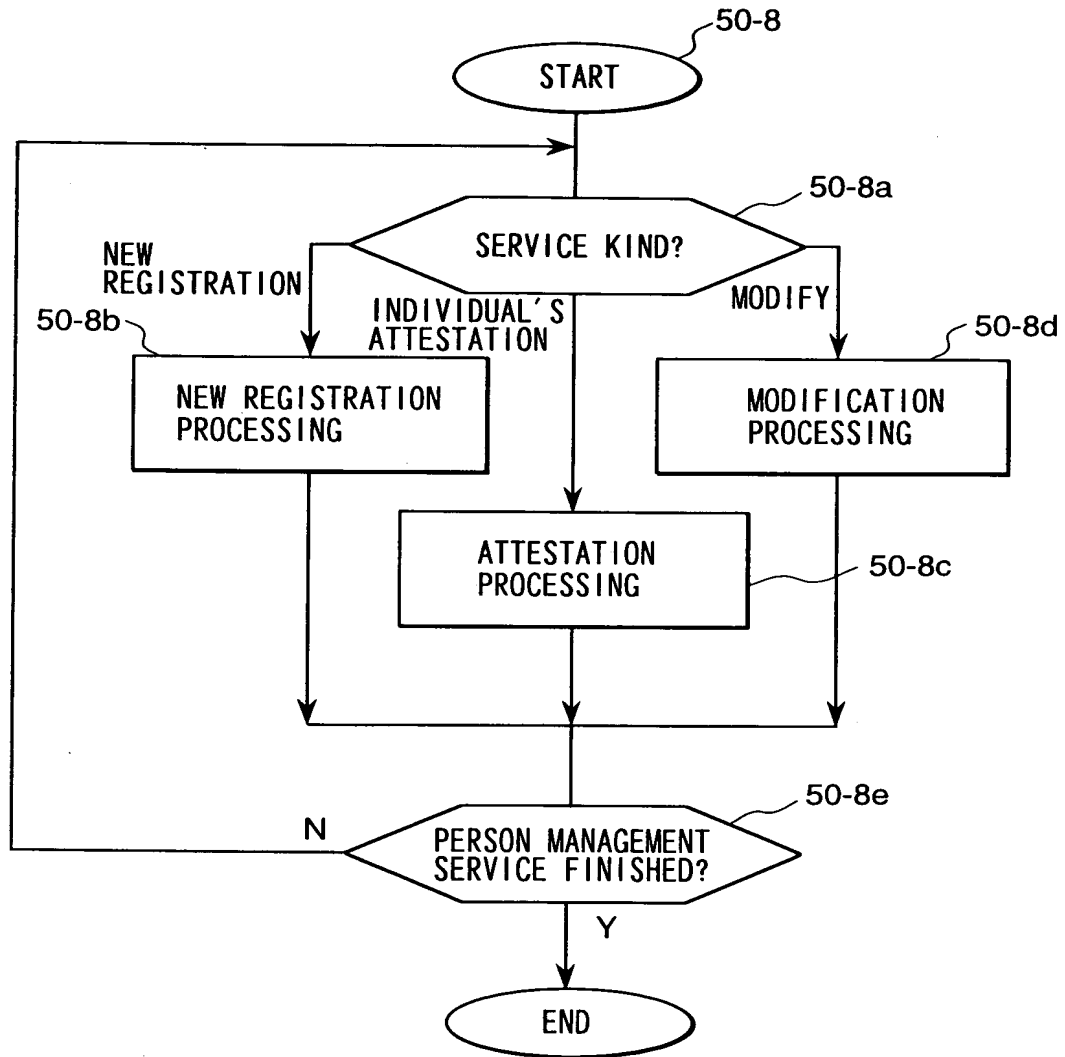 50-8
START
50-8a
SERVICE KIND?
NEW
REGISTRATION
INDIVIDUAL'S
ATTESTATION
MODIFY
50-8b
50-8d
NEW REGISTRATION
PROCESSING
MODIFICATION
PROCESSING
ATTESTATION
PROCESSING
50-8c
50-8e
N
PERSON MANAGEMENT
SERVICE FINISHED?
Y
END